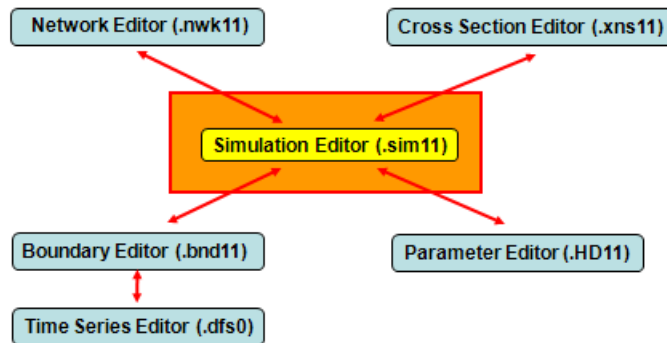 Network Editor (.nwk11)
Cross Section Editor (.xns11)
Simulation Editor (.sim11)
Boundary Editor (.bnd11)
Parameter Editor (.HD11)
Time Series Editor (.dfs0)